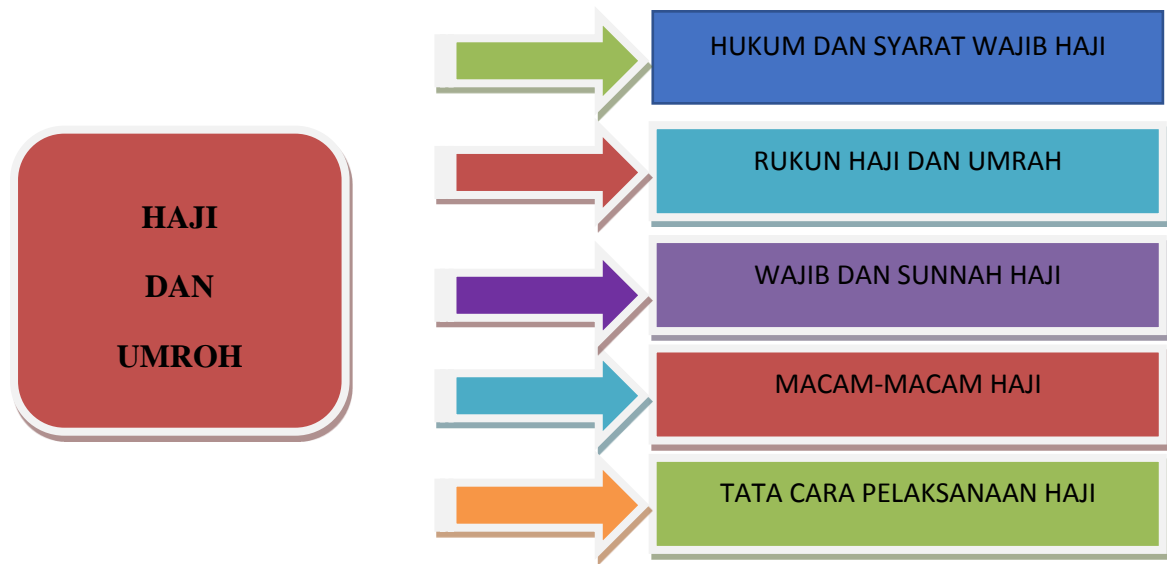 HAJI
DAN
UMROH
HUKUM DAN SYARAT WAJIB HAJI
RUKUN HAJI DAN UMRAH
WAJIB DAN SUNNAH HAJI
MACAM-MACAM HAJI
TATA CARA PELAKSANAAN HAJI